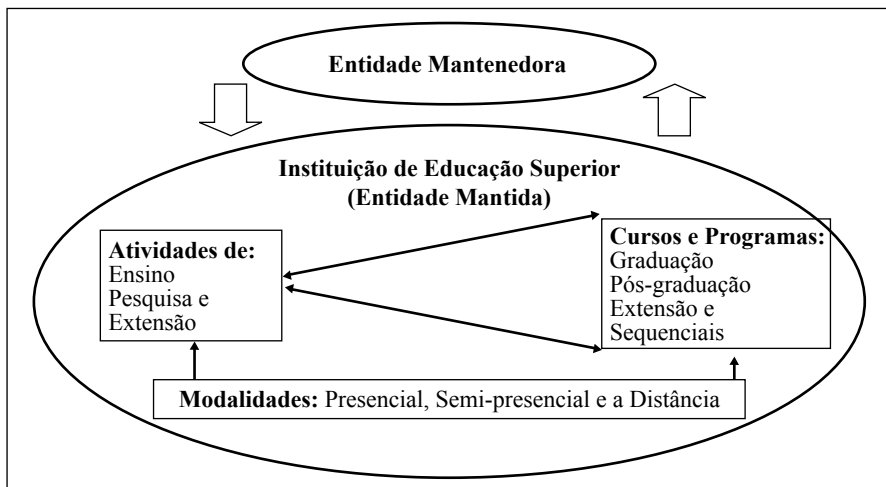 Entidade Mantenedora
Instituição de Educação Superior
(Entidade Mantida)
Atividades de:
Ensino
Pesquisa e
Extensão
Cursos e Programas:
Graduação
Pós-graduação
Extensão e
Sequenciais
Modalidades: Presencial, Semi-presencial e a Distância